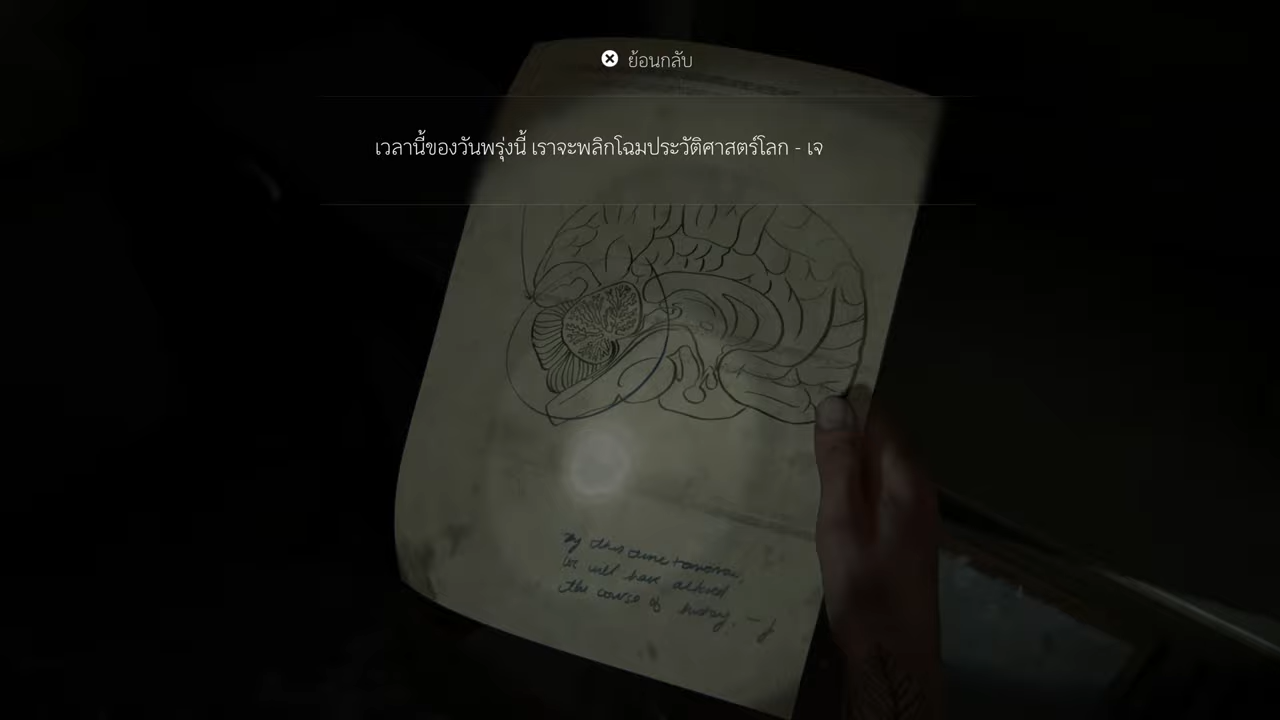 ย้อนกลับ
เวลานี้ของวันพรุ่งนี้ เราจะพลิกโฉมประวัติศาสตร์โลก - เจ
By this time tomorrow,
we will have altered
the course of history. - J